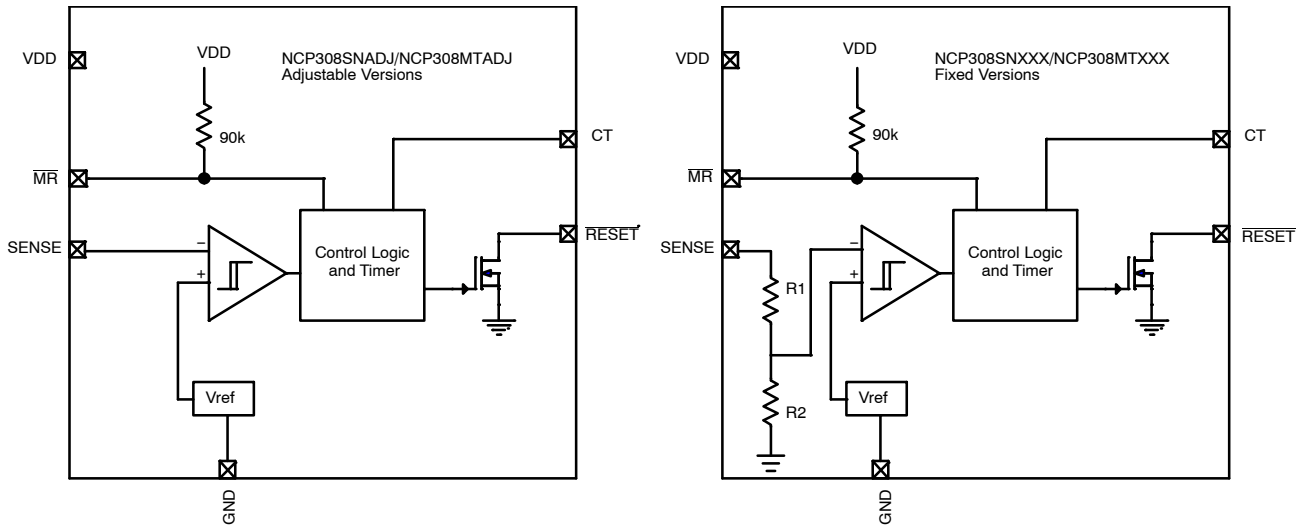 VDD
VDD
NCP308SNADJ/NCP308MTADJ
Adjustable Versions
90k
CT
MR
SENSE
−
+
Control Logic
and Timer
RESET
Vref
GND
VDD
VDD
NCP308SNXXX/NCP308MTXXX
Fixed Versions
90k
CT
MR
SENSE
−
+
Control Logic
and Timer
RESET
R1
R2
Vref
GND